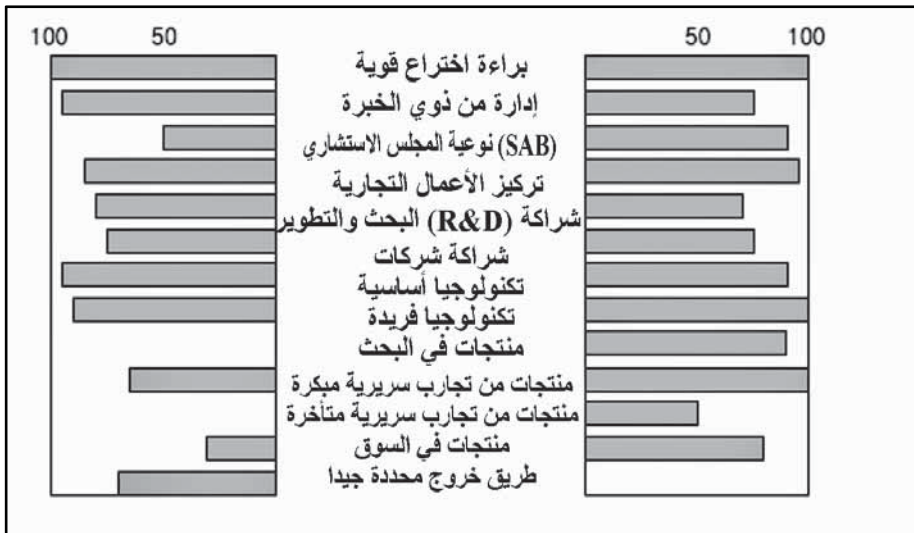 100 50 50 100
براءة اختراع قوية
إدارة من ذوي الخبرة
(SAB) نوعية المجلس الاستشاري
تركيز الأعمال التجارية
شراكة (R&D) البحث والتطوير
شراكة شركات
تكنولوجيا أساسية
تكنولوجيا فريدة
منتجات في البحث
منتجات من تجارب سريرية مبكرة
منتجات من تجارب سريرية متأخرة
منتجات في السوق
طريق خروج محددة جيدا